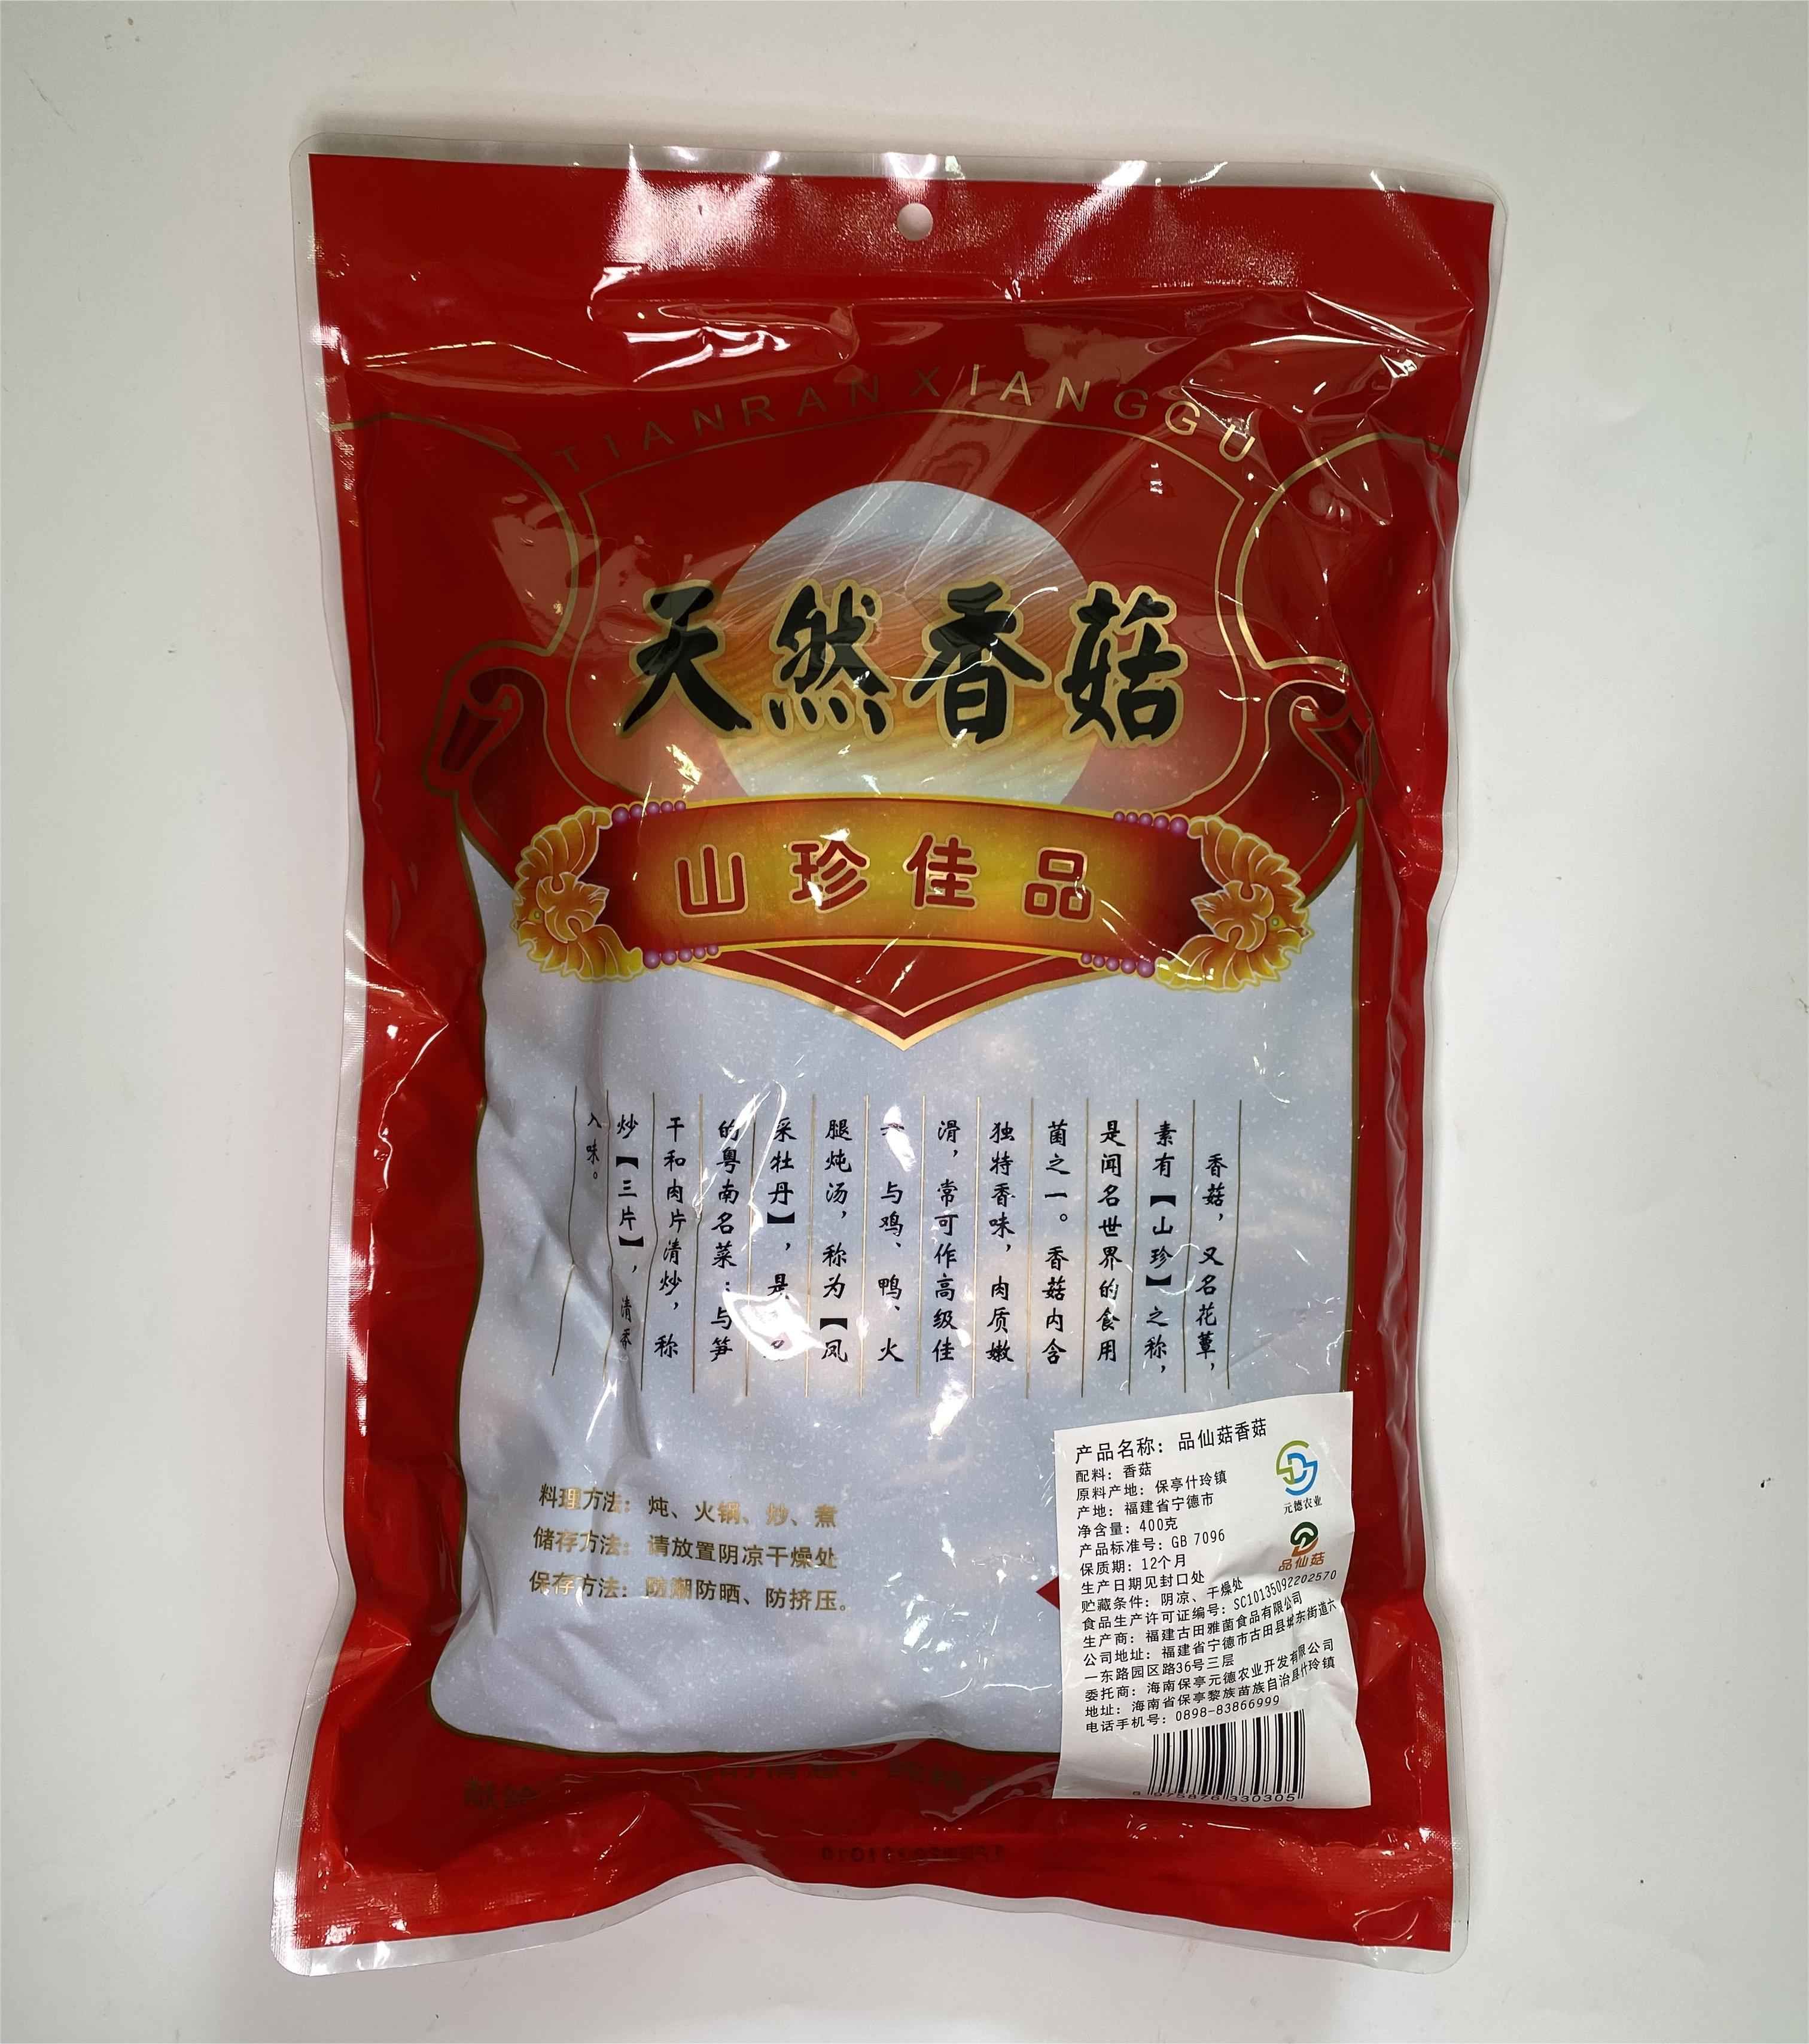 TIANRAN XIANGGU
天然香菇
山珍佳品
香菇，又名花蕈，
素有【山珍】之称，
是闻名世界的食用
菌之一。香菇内含
独特香味，肉质嫩
滑，常可作高级佳
与鸡、鸭、火
腿炖汤，称为【凤
采牡丹】，是
的粤南名菜；与笋
干和肉片清炒，称
炒【三片】，清香
入味。
料理方法：炖、火锅、炒、煮
储存方法：请放置阴凉干燥处
保存方法：防潮防晒、防挤压。
产品名称：品仙菇香菇
配料：香菇
原料产地：保亭什玲镇
产地：福建省宁德市
净含量：400克
产品标准号：GB 7096
保质期：12个月
生产日期见封口处
贮藏条件：阴凉、干燥处
食品生产许可证编号：SC10135092202570
生产商：福建古田雅菌食品有限公司
公司地址：福建省宁德市古田县城东街道六
一东路园区路36号三层
委托商：海南保亭元德农业开发有限公司
地址：海南省保亭黎族苗族自治县什玲镇
电话手机号：0898-83866999
元德农业
品仙菇